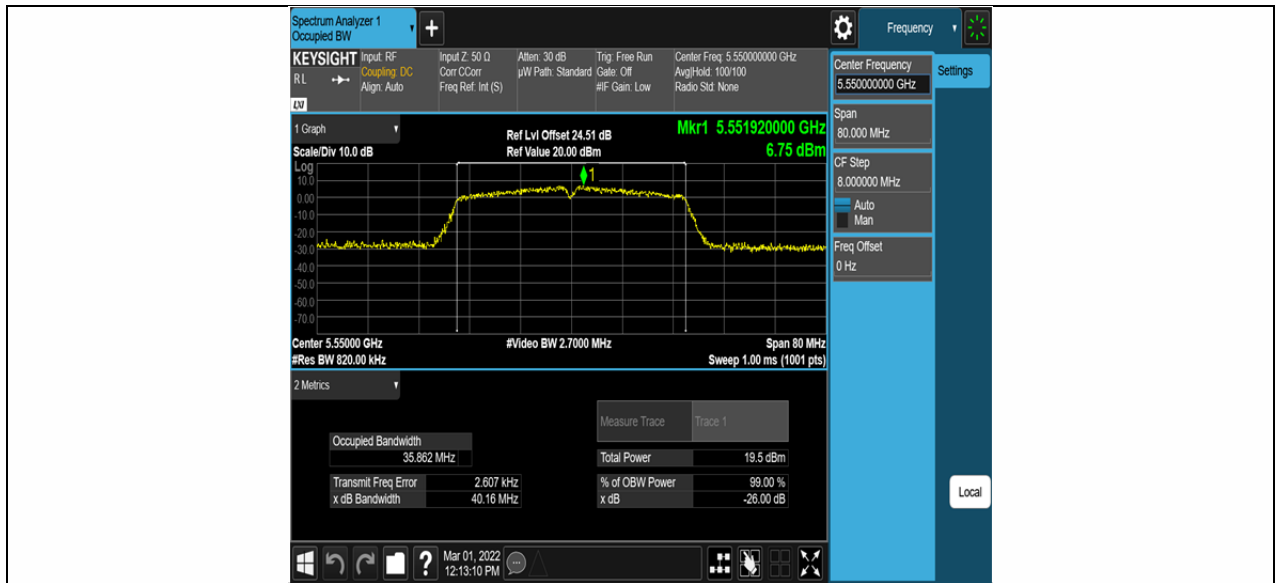 Spectrum Analyzer 1
Occupied BW
+
Frequency
KEYSIGHT
RL
LXI
Input: RF
Coupling: DC
Align: Auto
Input Z: 50 Ω
Corr CCorr
Freq Ref: Int (S)
Atten: 30 dB
µW Path: Standard
Trig: Free Run
Gate: Off
#IF Gain: Low
Center Freq: 5.550000000 GHz
Avg|Hold: 100/100
Radio Std: None
Center Frequency
5.550000000 GHz
Settings
Span
80.000 MHz
CF Step
8.000000 MHz
Auto
Man
Freq Offset
0 Hz
Local
1 Graph
Scale/Div 10.0 dB
Ref Lvl Offset 24.51 dB
Ref Value 20.00 dBm
Mkr1 5.551920000 GHz
6.75 dBm
Log
10.0
0.00
-10.0
-20.0
-30.0
-40.0
-50.0
-60.0
-70.0
1
Center 5.55000 GHz
#Res BW 820.00 kHz
#Video BW 2.7000 MHz
Span 80 MHz
Sweep 1.00 ms (1001 pts)
2 Metrics
Measure Trace Trace 1
Occupied Bandwidth
35.862 MHz
Total Power 19.5 dBm
Transmit Freq Error 2.607 kHz
% of OBW Power 99.00 %
x dB Bandwidth 40.16 MHz
x dB -26.00 dB
?
Mar 01, 2022
12:13:10 PM